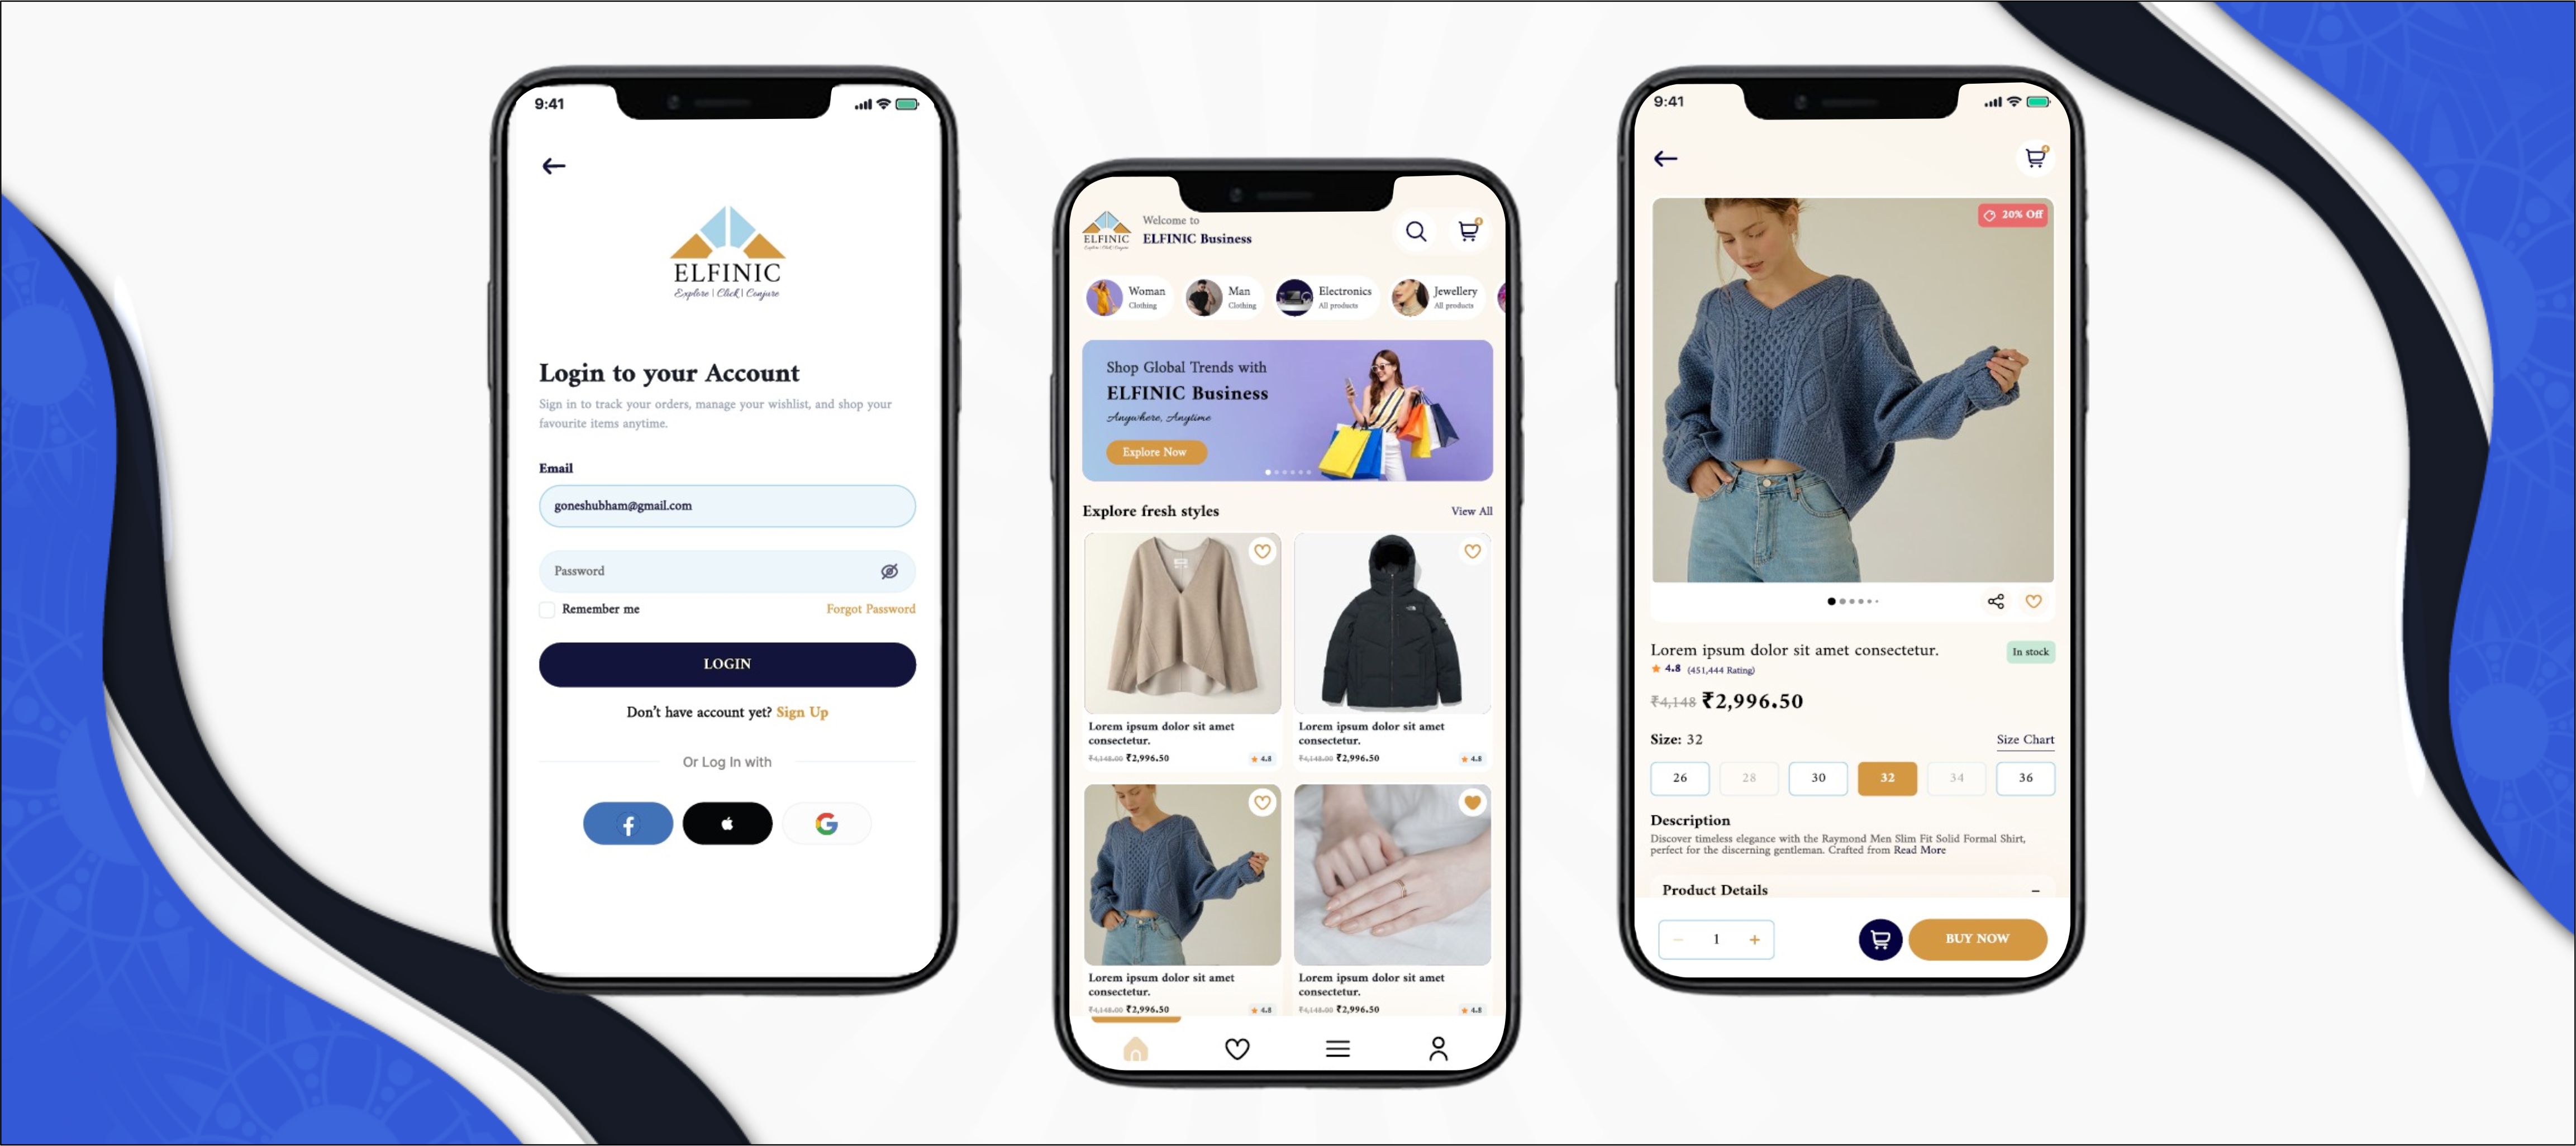 9:41
ELFINIC
Explore | Click | Conjure
Login to your Account
Sign in to track your orders, manage your wishlist, and shop your
favourite items anytime.
Email
goneshubham@gmail.com
Password
Remember me
Forgot Password
LOGIN
Don't have account yet? Sign Up
Or Log In with
ELFINIC
Explore | Click | Conjure
Welcome to
ELFINIC Business
4
Woman
Clothing
Man
Clothing
Electronics
All products
Jewellery
All products
Shop Global Trends with
ELFINIC Business
Anywhere, Anytime
Explore Now
Explore fresh styles
View All
Lorem ipsum dolor sit amet
consectetur.
₹4,148.00 ₹2,996.50
4.8
Lorem ipsum dolor sit amet
consectetur.
₹4,148.00 ₹2,996.50
4.8
Lorem ipsum dolor sit amet
consectetur.
₹4,148.00 ₹2,996.50
4.8
Lorem ipsum dolor sit amet
consectetur.
₹4,148.00 ₹2,996.50
4.8
9:41
4
20% Off
Lorem ipsum dolor sit amet consectetur.
In stock
4.8 (451,444 Rating)
₹4,148 ₹2,996.50
Size: 32
Size Chart
26
28
30
32
34
36
Description
Discover timeless elegance with the Raymond Men Slim Fit Solid Formal Shirt,
perfect for the discerning gentleman. Crafted from Read More
Product Details
1
BUY NOW